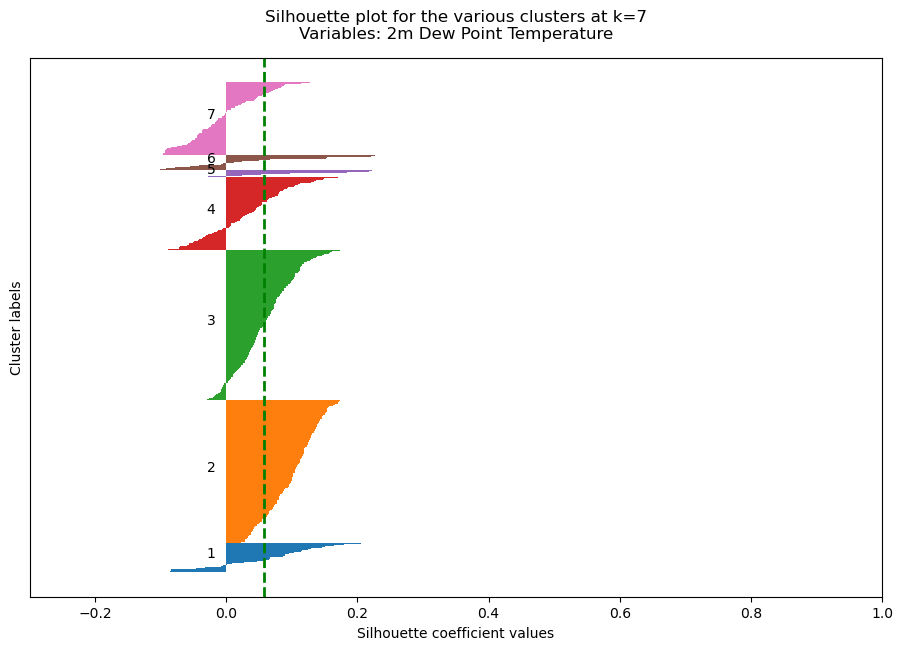 Silhouette plot for the various clusters at k=7
Variables: 2m Dew Point Temperature
Cluster labels
7
6
5
4
3
2
1
−0.2 0.0 0.2 0.4 0.6 0.8 1.0
Silhouette coefficient values